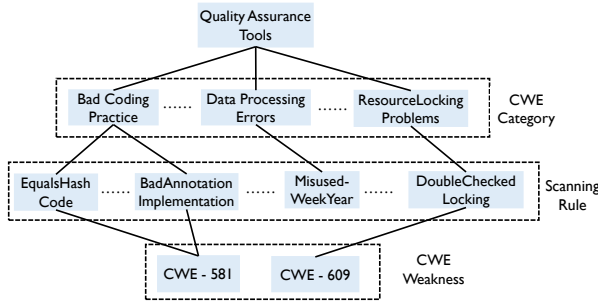 Quality Assurance
Tools
Bad Coding
Practice
......
Data Processing
Errors
......
ResourceLocking
Problems
CWE
Category
EqualsHash
Code
......
BadAnnotation
Implementation
......
Misused-
WeekYear
......
DoubleChecked
Locking
Scanning
Rule
CWE - 581
CWE - 609
CWE
Weakness